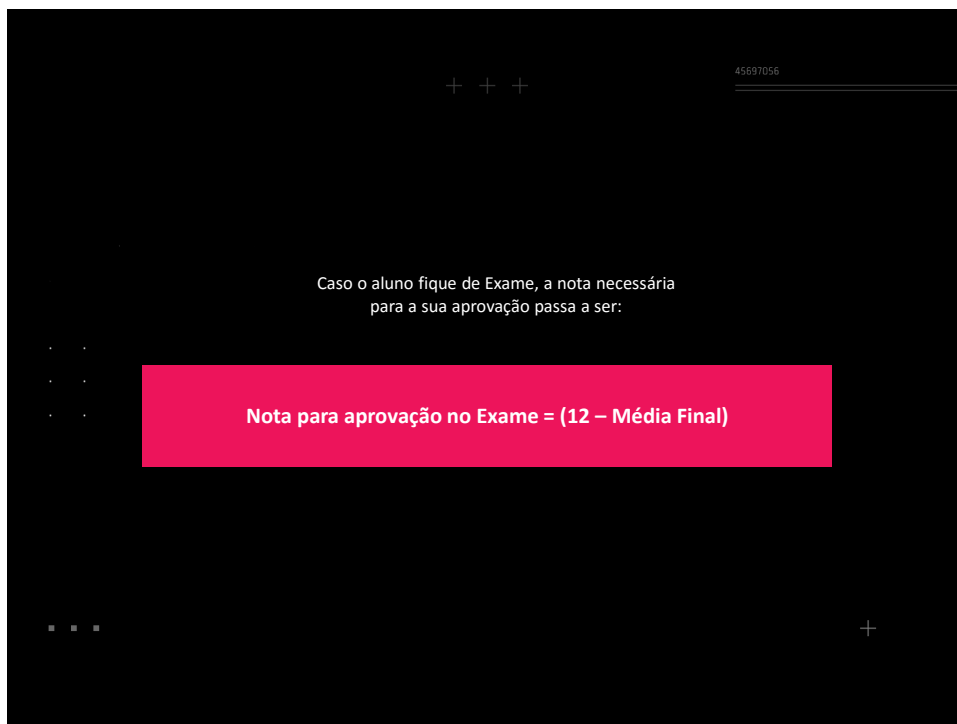 45697056
Caso o aluno fique de Exame, a nota necessária
para a sua aprovação passa a ser:
Nota para aprovação no Exame = (12 – Média Final)